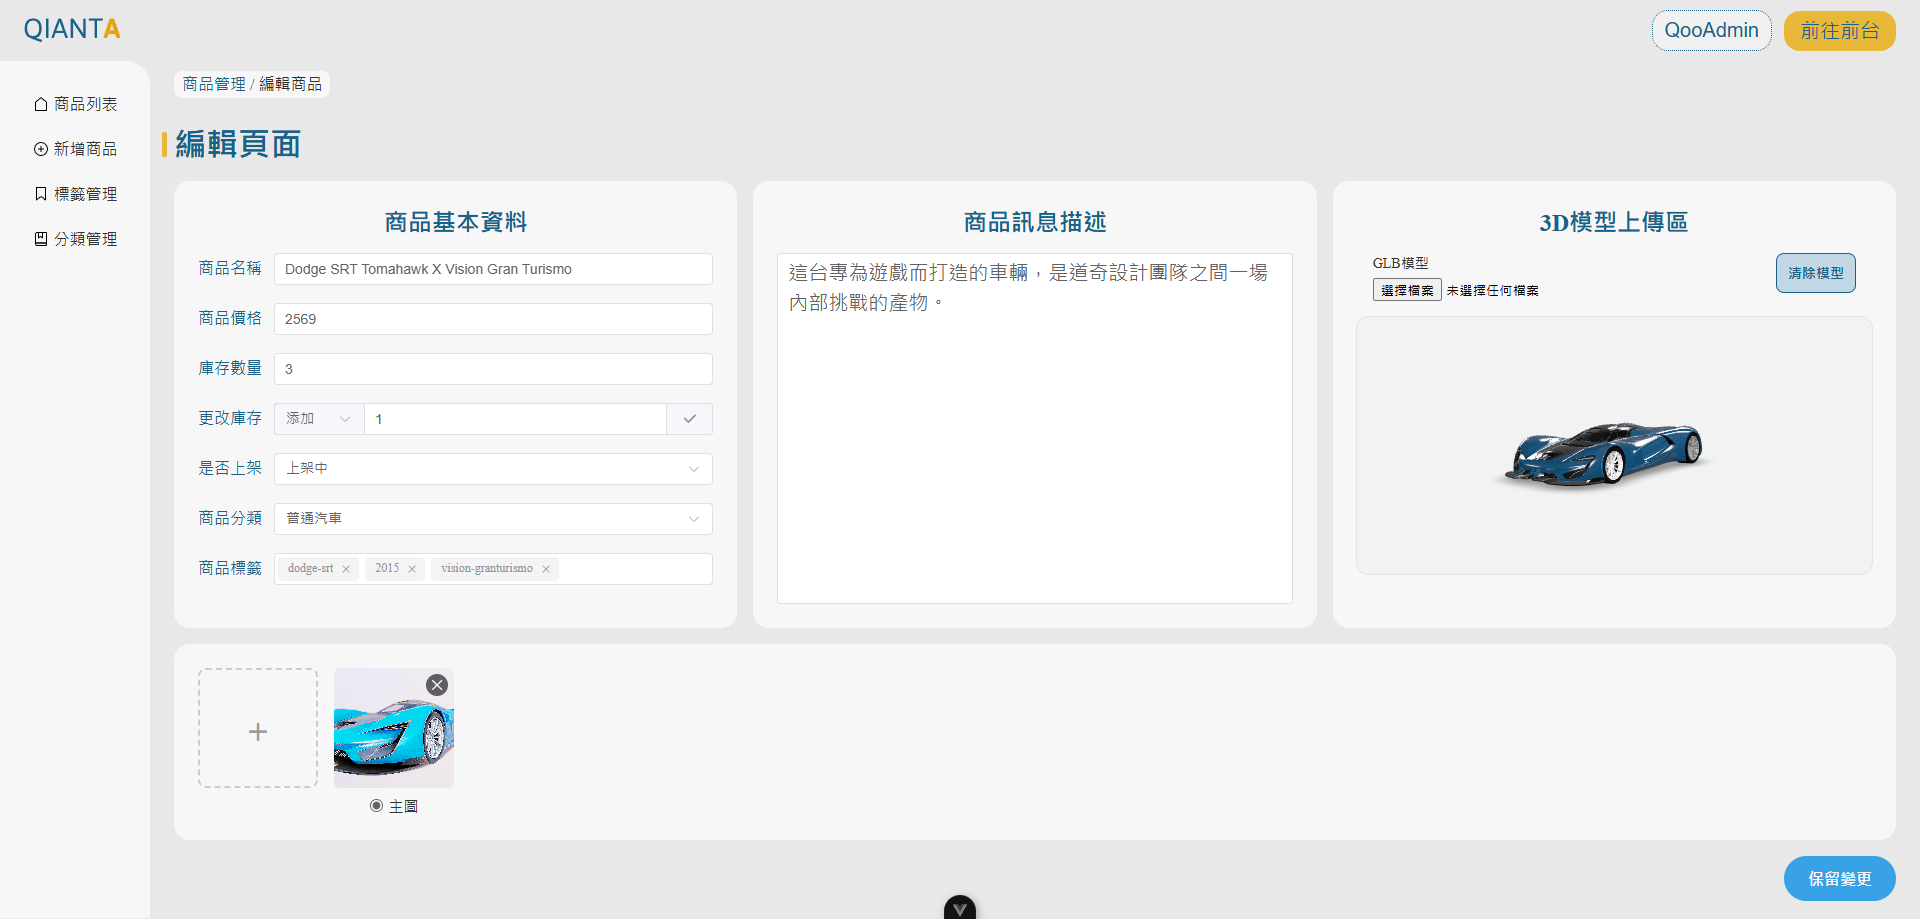 QIANTA
QooAdmin
前往前台
商品列表
新增商品
標籤管理
分類管理
商品管理 / 編輯商品
編輯頁面
商品基本資料
商品名稱
Dodge SRT Tomahawk X Vision Gran Turismo
商品價格
2569
庫存數量
3
更改庫存
添加
1
是否上架
上架中
商品分類
普通汽車
商品標籤
dodge-srt
2015
vision-granturismo
商品訊息描述
這台專為遊戲而打造的車輛，是道奇設計團隊之間一場
內部挑戰的產物。
3D模型上傳區
GLB模型
選擇檔案 未選擇任何檔案
清除模型
主圖
保留變更